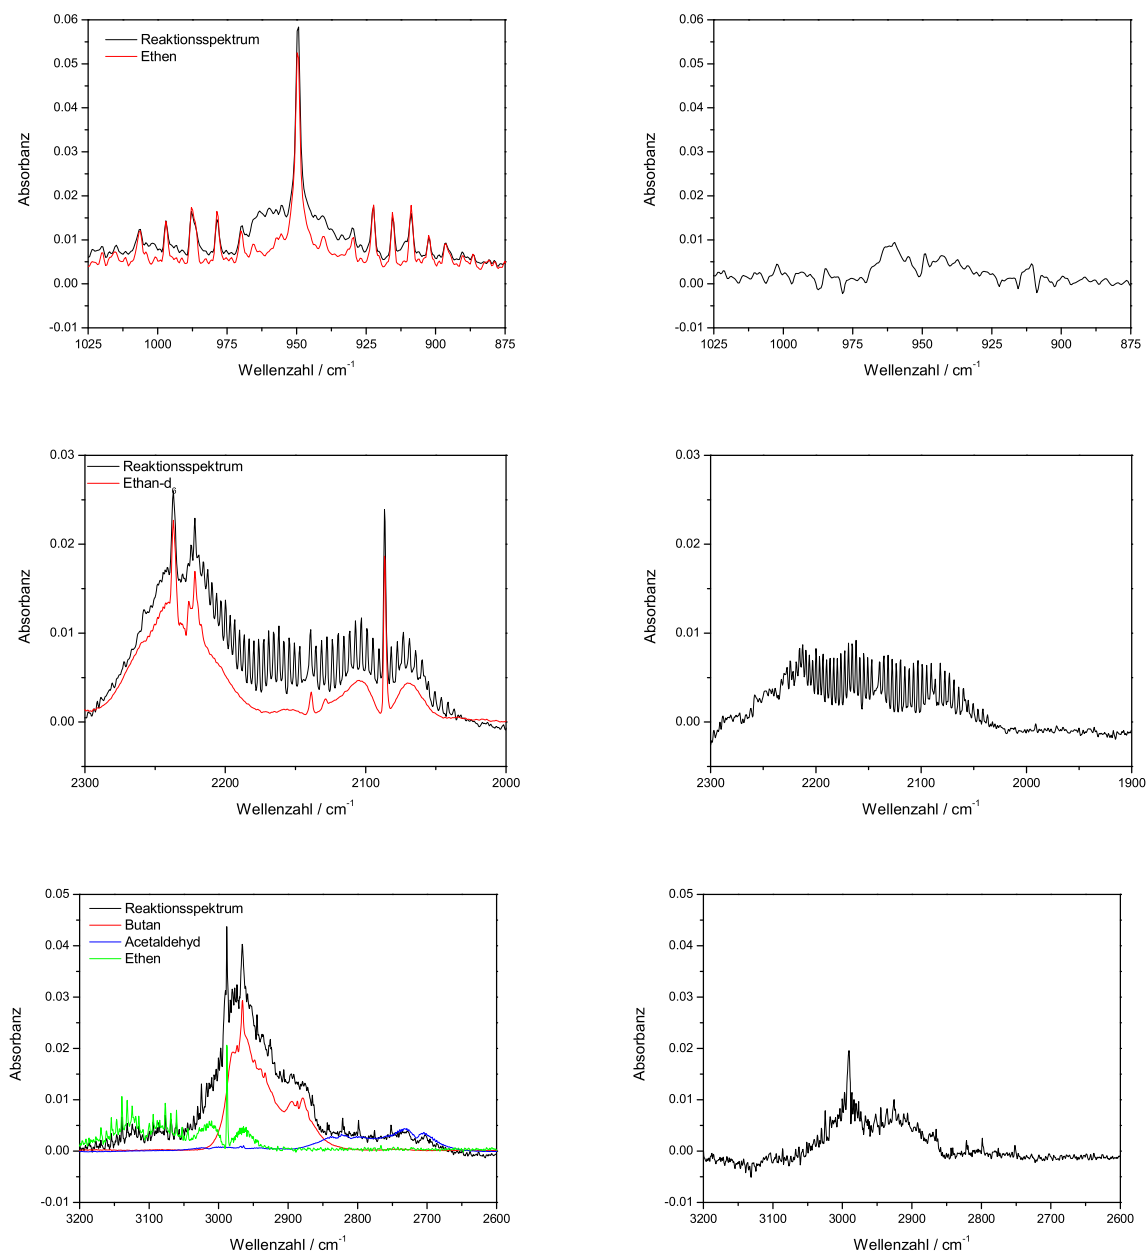 0.06
0.05
0.04
0.03
0.02
0.01
0.00
-0.01
Absorbanz
Reaktionsspektrum
Ethen
1025 1000 975 950 925 900 875
Wellenzahl / cm-1
0.06
0.05
0.04
0.03
0.02
0.01
0.00
-0.01
Absorbanz
1025 1000 975 950 925 900 875
Wellenzahl / cm-1
0.03
0.02
0.01
0.00
Absorbanz
Reaktionsspektrum
Ethan-d6
2300 2200 2100 2000
Wellenzahl / cm-1
0.03
0.02
0.01
0.00
Absorbanz
2300 2200 2100 2000 1900
Wellenzahl / cm-1
0.05
0.04
0.03
0.02
0.01
0.00
-0.01
Absorbanz
Reaktionsspektrum
Butan
Acetaldehyd
Ethen
3200 3100 3000 2900 2800 2700 2600
Wellenzahl / cm-1
0.05
0.04
0.03
0.02
0.01
0.00
-0.01
Absorbanz
3200 3100 3000 2900 2800 2700 2600
Wellenzahl / cm-1